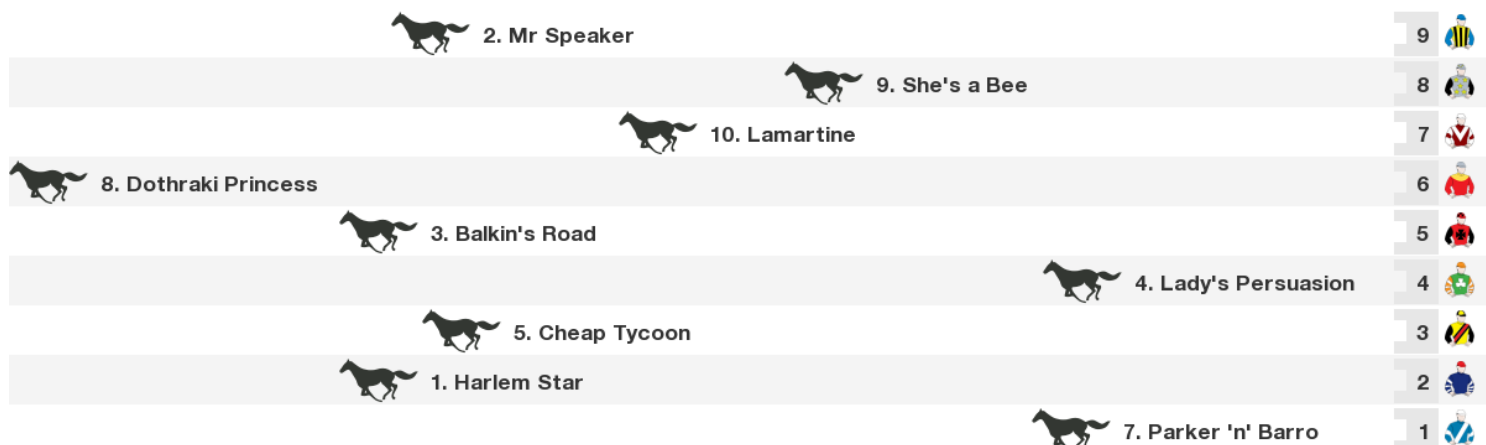 2. Mr Speaker 9
9. She's a Bee 8
10. Lamartine 7
8. Dothraki Princess 6
3. Balkin's Road 5
4. Lady's Persuasion 4
5. Cheap Tycoon 3
1. Harlem Star 2
7. Parker 'n' Barro 1